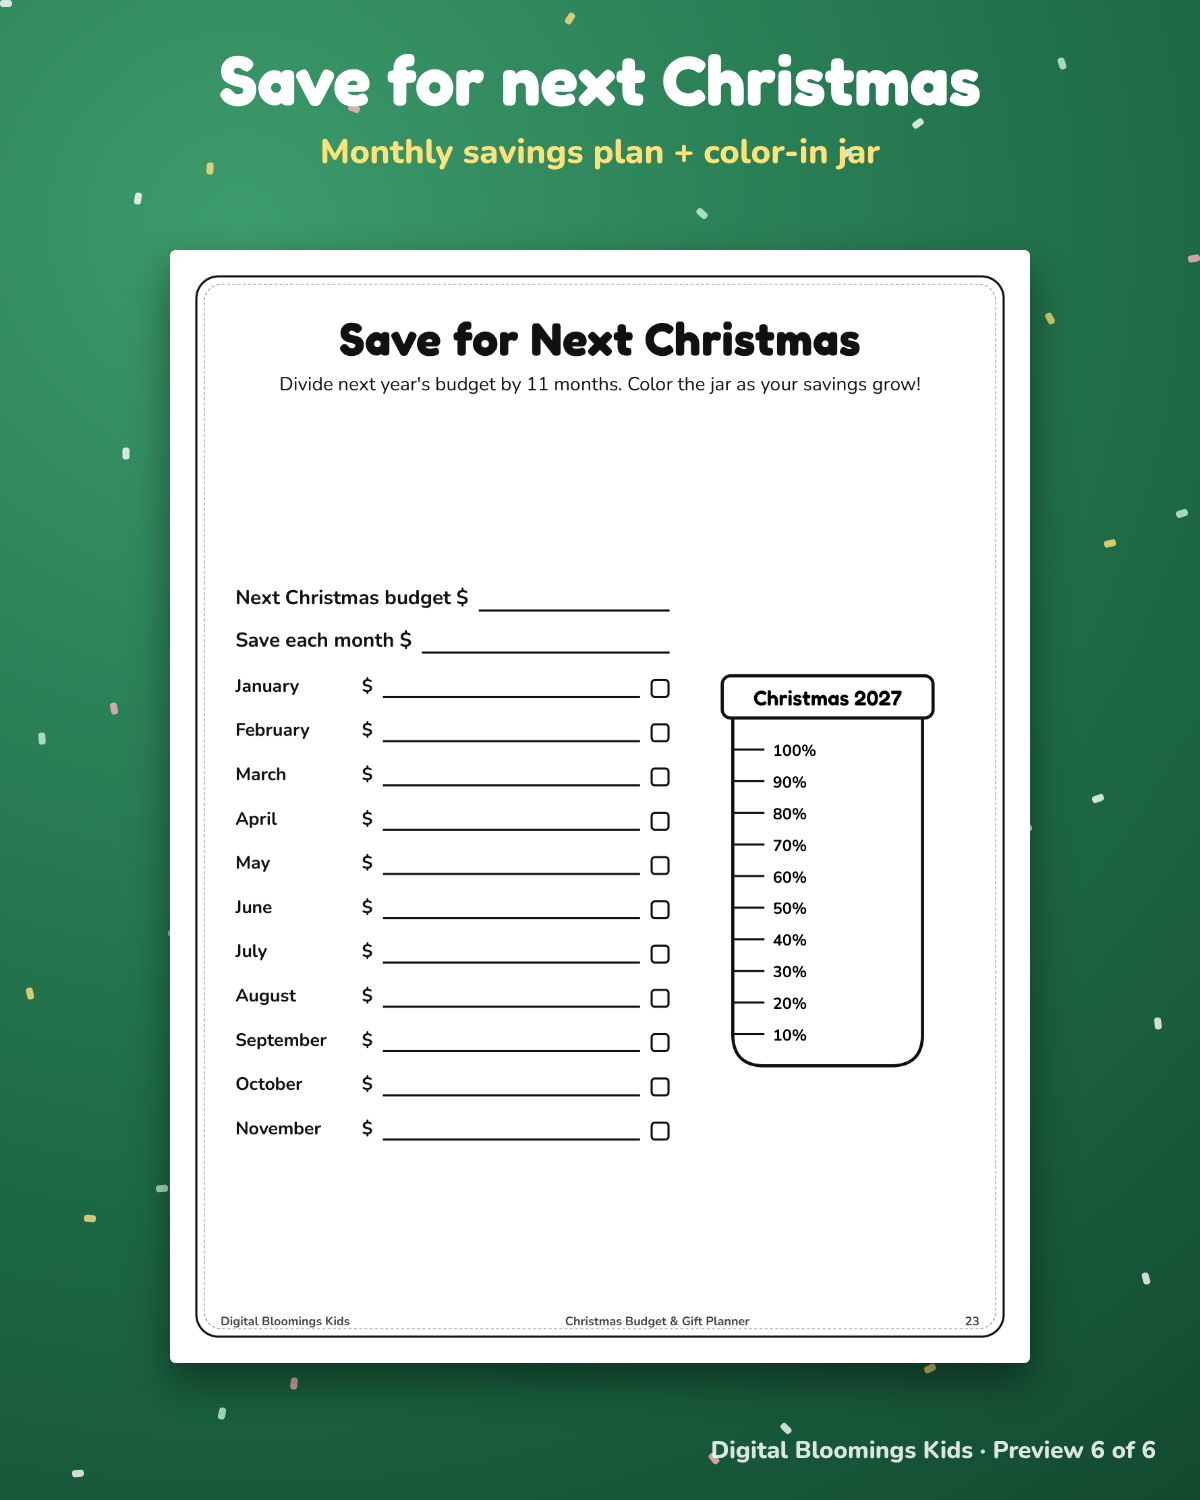 Save for next Christmas
Monthly savings plan + color-in jar
Save for Next Christmas
Divide next year's budget by 11 months. Color the jar as your savings grow!
Next Christmas budget $
Save each month $
January $
February $
March $
April $
May $
June $
July $
August $
September $
October $
November $
Christmas 2027
100%
90%
80%
70%
60%
50%
40%
30%
20%
10%
Digital Bloomings Kids Christmas Budget & Gift Planner 23
Digital Bloomings Kids · Preview 6 of 6